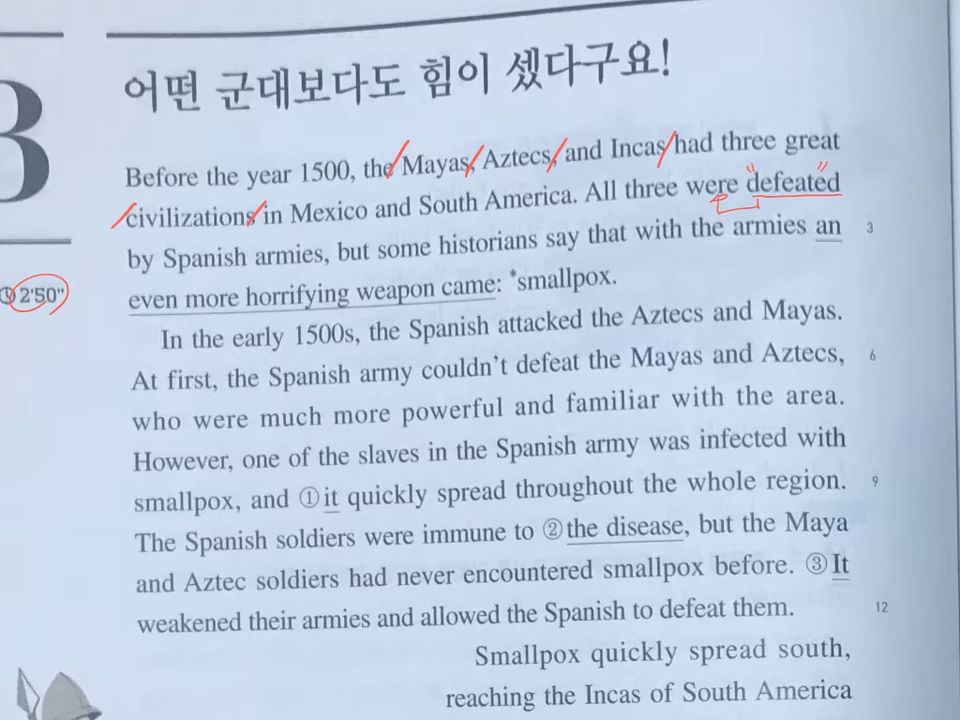 3
어떤 군대보다도 힘이 셌다구요!
Before the year 1500, the Mayas, Aztecs, and Incas had three great
civilizations in Mexico and South America. All three were defeated
by Spanish armies, but some historians say that with the armies an 3
even more horrifying weapon came: *smallpox.
2'50"
In the early 1500s, the Spanish attacked the Aztecs and Mayas.
At first, the Spanish army couldn't defeat the Mayas and Aztecs, 6
who were much more powerful and familiar with the area.
However, one of the slaves in the Spanish army was infected with
smallpox, and ①it quickly spread throughout the whole region. 9
The Spanish soldiers were immune to ②the disease, but the Maya
and Aztec soldiers had never encountered smallpox before. ③It
weakened their armies and allowed the Spanish to defeat them. 12
Smallpox quickly spread south,
reaching the Incas of South America